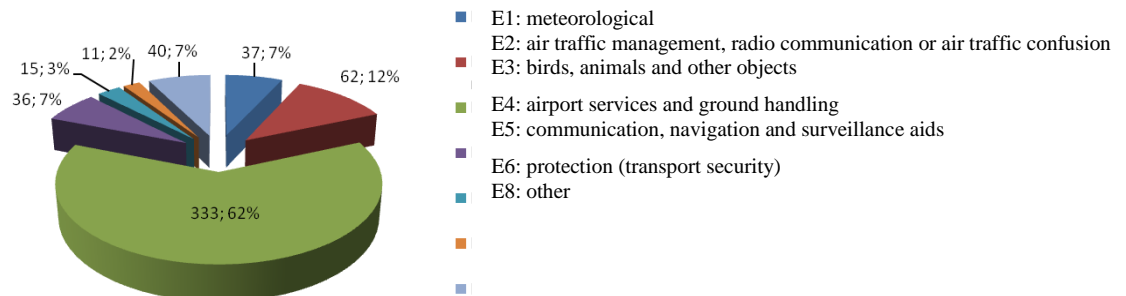 11; 2%
40; 7%
37; 7%
15; 3%
62; 12%
36; 7%
333; 62%
E1: meteorological
E2: air traffic management, radio communication or air traffic confusion
E3: birds, animals and other objects
E4: airport services and ground handling
E5: communication, navigation and surveillance aids
E6: protection (transport security)
E8: other